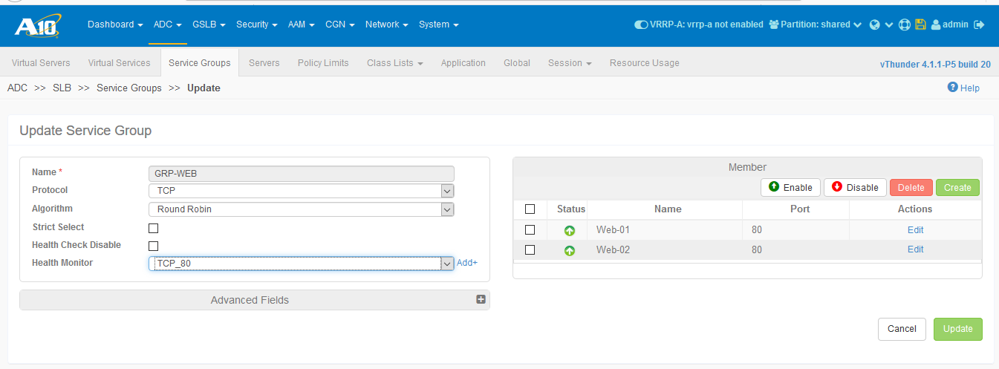 A10 Dashboard ADC GSLB Security AAM CGN Network System VRRP-A: vrrp-a not enabled Partition: shared admin
Virtual Servers Virtual Services Service Groups Servers Policy Limits Class Lists Application Global Session Resource Usage vThunder 4.1.1-P5 build 20
ADC >> SLB >> Service Groups >> Update Help
Update Service Group
Name * GRP-WEB
Protocol TCP
Algorithm Round Robin
Strict Select
Health Check Disable
Health Monitor TCP_80 Add+
Advanced Fields
Member
Enable Disable Delete Create
Status Name Port Actions
Web-01 80 Edit
Web-02 80 Edit
Cancel Update